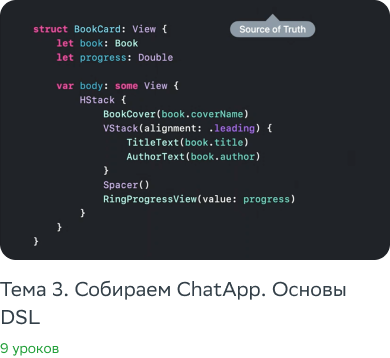 Source of Truth
struct BookCard: View {
    let book: Book
    let progress: Double

    var body: some View {
        HStack {
            BookCover(book.coverName)
            VStack(alignment: .leading) {
                TitleText(book.title)
                AuthorText(book.author)
            }
            Spacer()
            RingProgressView(value: progress)
        }
    }
}
Тема 3. Собираем ChatApp. Основы
DSL
9 уроков